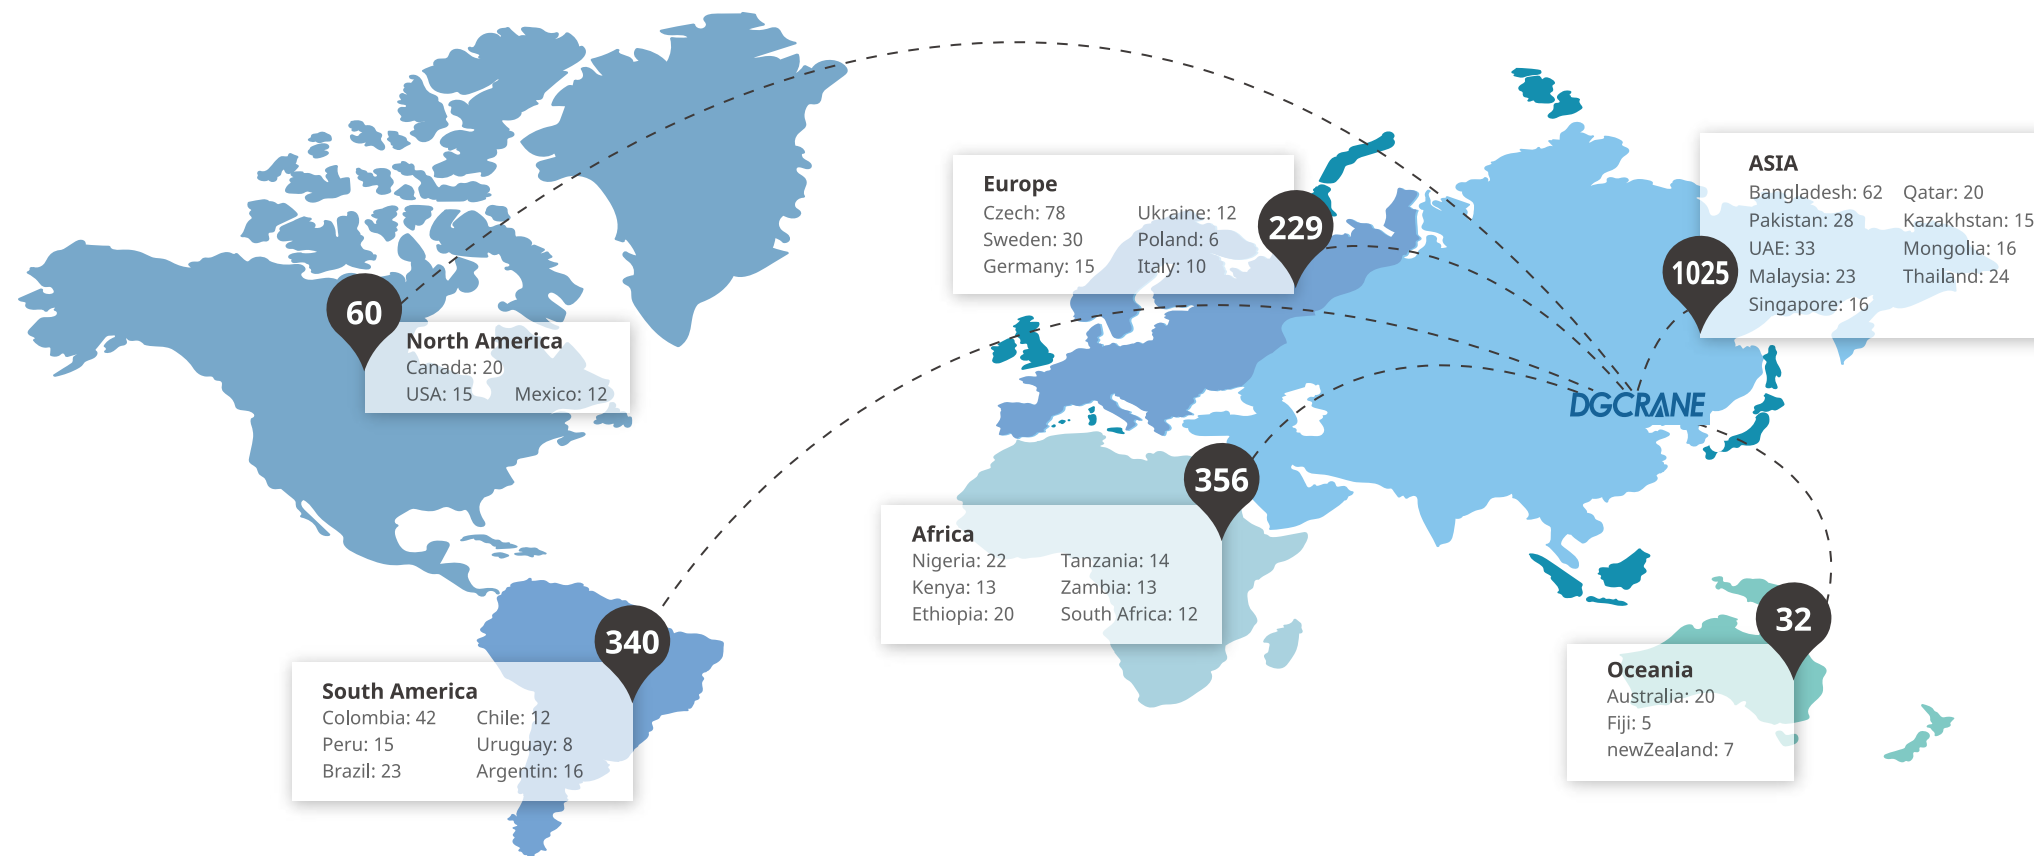 60
North America
Canada: 20
USA: 15 Mexico: 12
340
South America
Colombia: 42 Chile: 12
Peru: 15 Uruguay: 8
Brazil: 23 Argentin: 16
229
Europe
Czech: 78 Ukraine: 12
Sweden: 30 Poland: 6
Germany: 15 Italy: 10
356
Africa
Nigeria: 22 Tanzania: 14
Kenya: 13 Zambia: 13
Ethiopia: 20 South Africa: 12
1025
ASIA
Bangladesh: 62 Qatar: 20
Pakistan: 28 Kazakhstan: 15
UAE: 33 Mongolia: 16
Malaysia: 23 Thailand: 24
Singapore: 16
DGCRANE
32
Oceania
Australia: 20
Fiji: 5
newZealand: 7